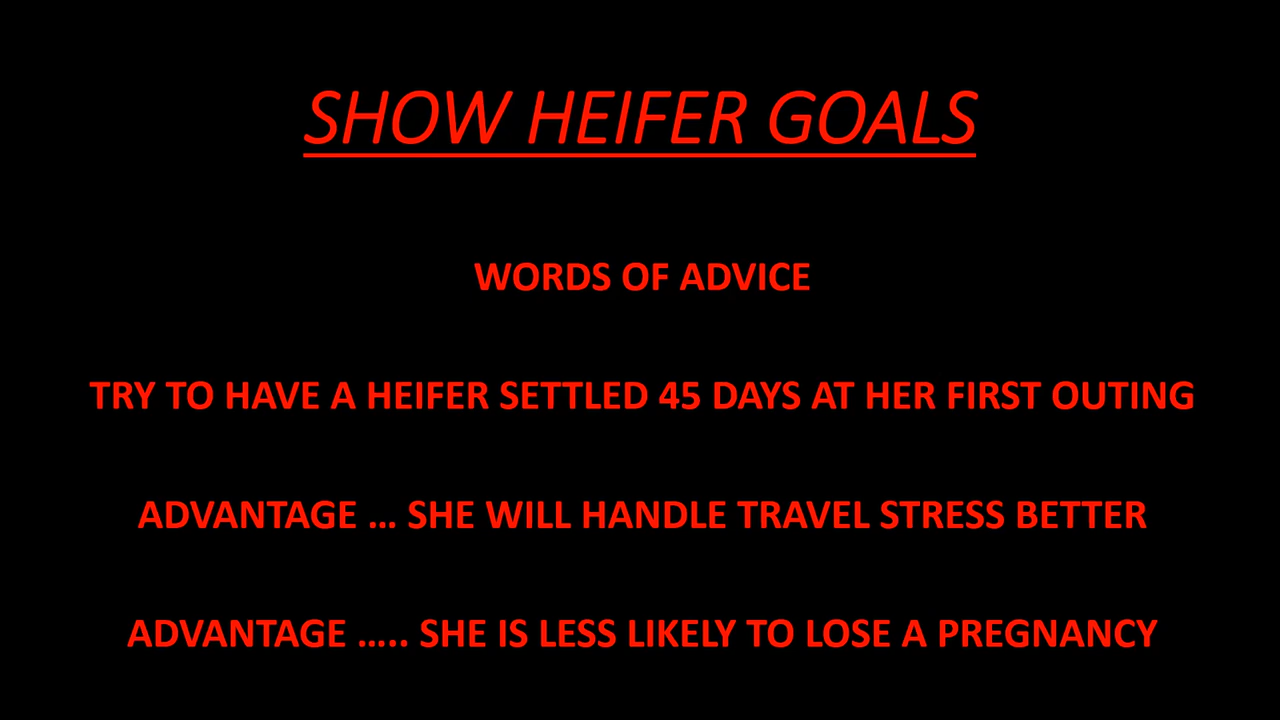 SHOW HEIFER GOALS
WORDS OF ADVICE
TRY TO HAVE A HEIFER SETTLED 45 DAYS AT HER FIRST OUTING
ADVANTAGE … SHE WILL HANDLE TRAVEL STRESS BETTER
ADVANTAGE ….. SHE IS LESS LIKELY TO LOSE A PREGNANCY